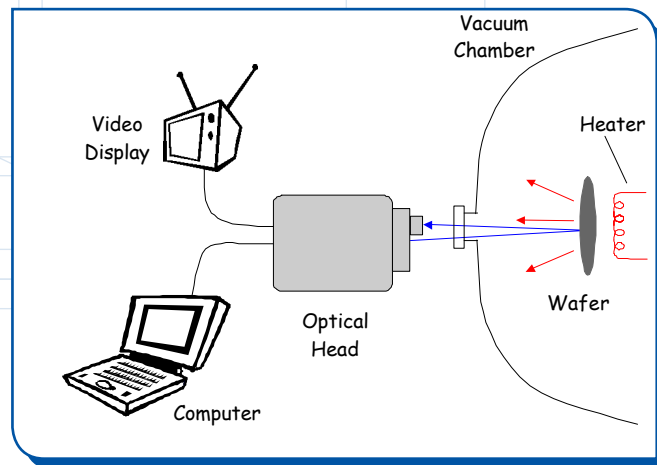 Vacuum
Chamber
Video
Display
Heater
Wafer
Optical
Head
Computer